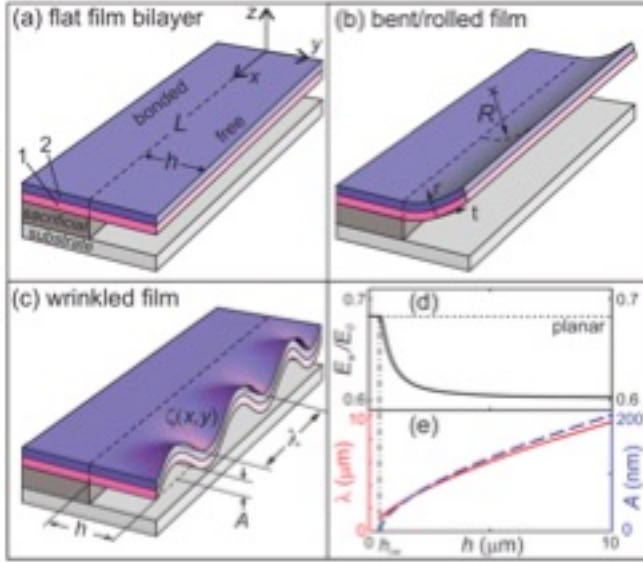 (a) flat film bilayer
z
y
x
bonded
L
free
h
1
2
sacrificial
substrate
(b) bent/rolled film
R
r
t
(c) wrinkled film
ζ(x,y)
λ
h
A
(d)
0.7
0.7
planar
0.6
0.6
(e)
10
λ (μm)
0
200
A (nm)
0
0
h (μm)
10